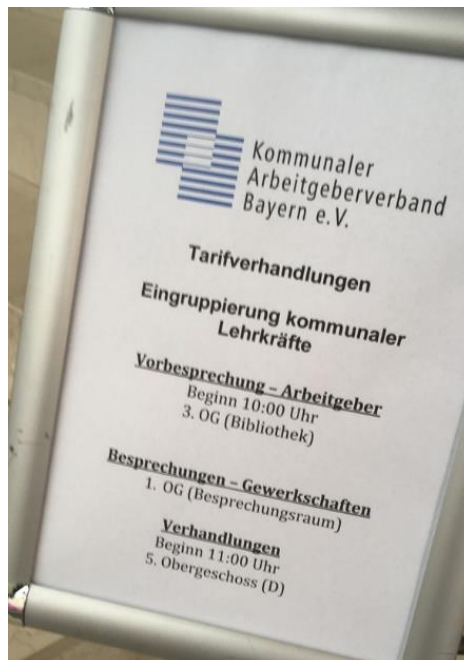 Kommunaler
Arbeitgeberverband
Bayern e.V.
Tarifverhandlungen
Eingruppierung kommunaler
Lehrkräfte
Vorbesprechung – Arbeitgeber
Beginn 10:00 Uhr
3. OG (Bibliothek)
Besprechungen – Gewerkschaften
1. OG (Besprechungsraum)
Verhandlungen
Beginn 11:00 Uhr
5. Obergeschoss (D)